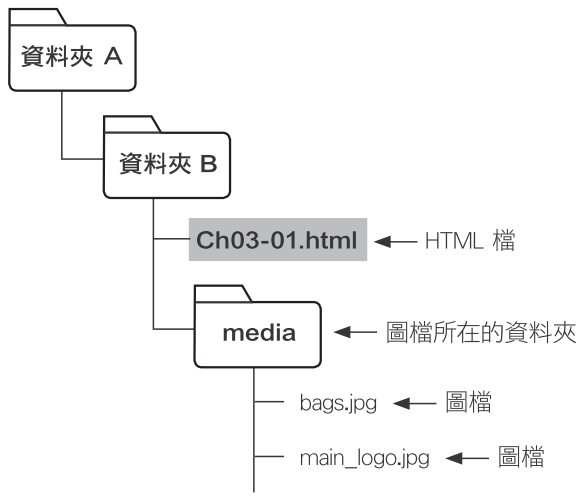 資料夾 A
資料夾 B
Ch03-01.html
HTML 檔
media
圖檔所在的資料夾
bags.jpg
圖檔
main_logo.jpg
圖檔